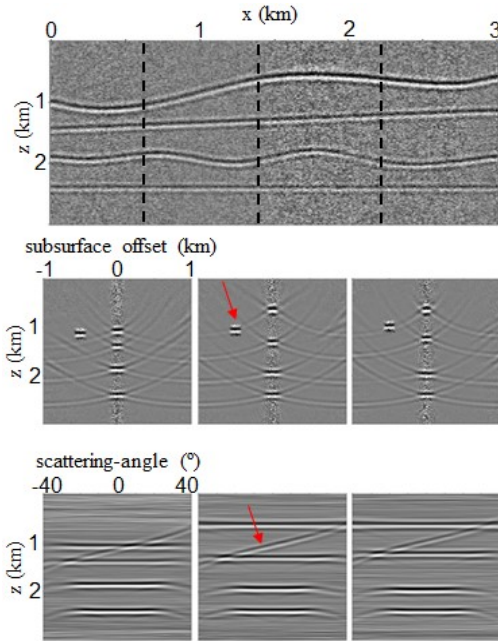 x (km)
0 1 2 3
z (km)
1
2
subsurface offset (km)
-1 0 1
z (km)
1
2
scattering-angle (º)
-40 0 40
z (km)
1
2